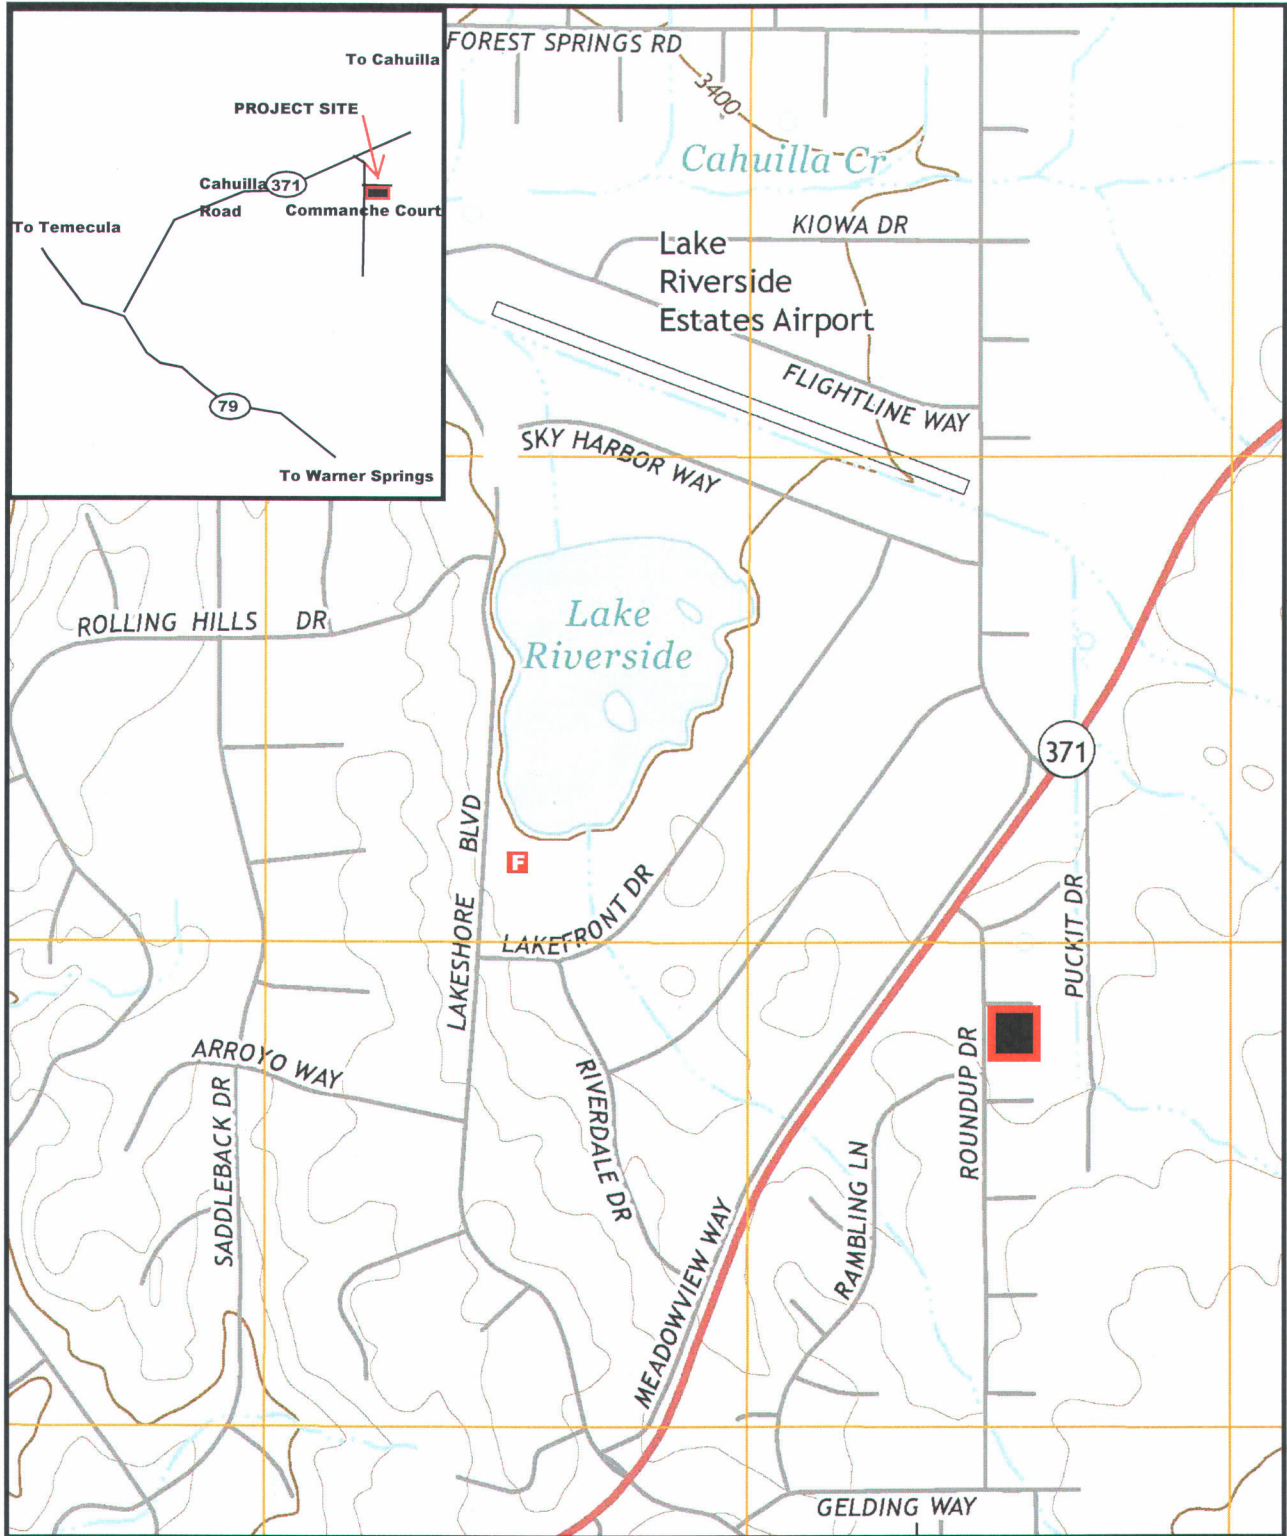 To Cahuilla
PROJECT SITE
Cahuilla
Road
371
Commanche Court
To Temecula
79
To Warner Springs
FOREST SPRINGS RD
3400
Cahuilla Cr
KIOWA DR
Lake
Riverside
Estates Airport
FLIGHTLINE WAY
SKY HARBOR WAY
ROLLING HILLS DR
Lake
Riverside
371
LAKESHORE BLVD
F
LAKEFRONT DR
PUCKIT DR
ARROYO WAY
SADDLEBACK DR
RIVERDALE DR
ROUNDUP DR
RAMBLING LN
MEADOWVIEW WAY
GELDING WAY